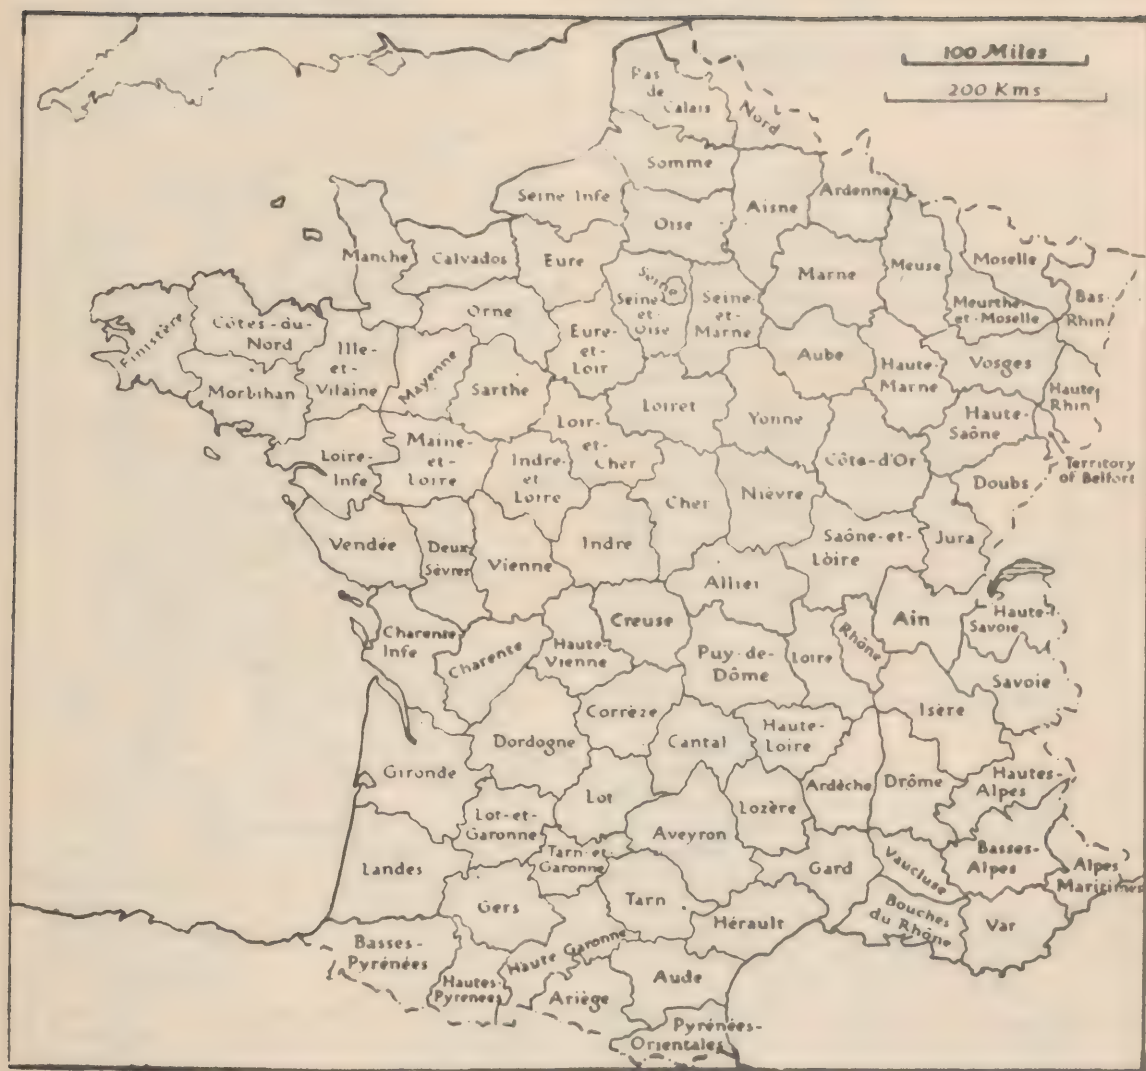 100 Miles
200 Kms
Pas
de
Calais
Nord
Somme
Seine Infe
Oise
Aisne
Ardennes
Manche
Calvados
Eure
Seine
Seine-
et-
Oise
Seine-
et-
Marne
Marne
Meuse
Moselle
Meurthe-
et-Moselle
Bas-
Rhin
Finistère
Côtes-du-
Nord
Orne
Ille-
et-
Vilaine
Mayenne
Eure-
et-
Loir
Aube
Haute-
Marne
Vosges
Haute
Rhin
Morbihan
Sarthe
Loiret
Yonne
Haute-
Saône
Territory
of Belfort
Loire-
Infe
Maine-
et-
Loire
Indre-
et
Loire
Loir-
et-
Cher
Cher
Nièvre
Côte-d'Or
Doubs
Vendée
Deux
Sèvres
Vienne
Indre
Allier
Saône-et-
Lòire
Jura
Charente
Infe
Charente
Haute-
Vienne
Creuse
Puy-de-
Dôme
Loire
Rhône
Ain
Haute-
Savoie
Savoie
Isère
Gironde
Dordogne
Corrèze
Cantal
Haute-
Loire
Ardèche
Drôme
Hautes-
Alpes
Lot-et-
Garonne
Lot
Aveyron
Lozère
Landes
Tarn-et-
Garonne
Gers
Tarn
Gard
Vaucluse
Basses-
Alpes
Alpes
Maritimes
Hérault
Bouches
du Rhône
Var
Basses-
Pyrénées
Hautes-
Pyrénées
Haute Garonne
Ariège
Aude
Pyrénées-
Orientales